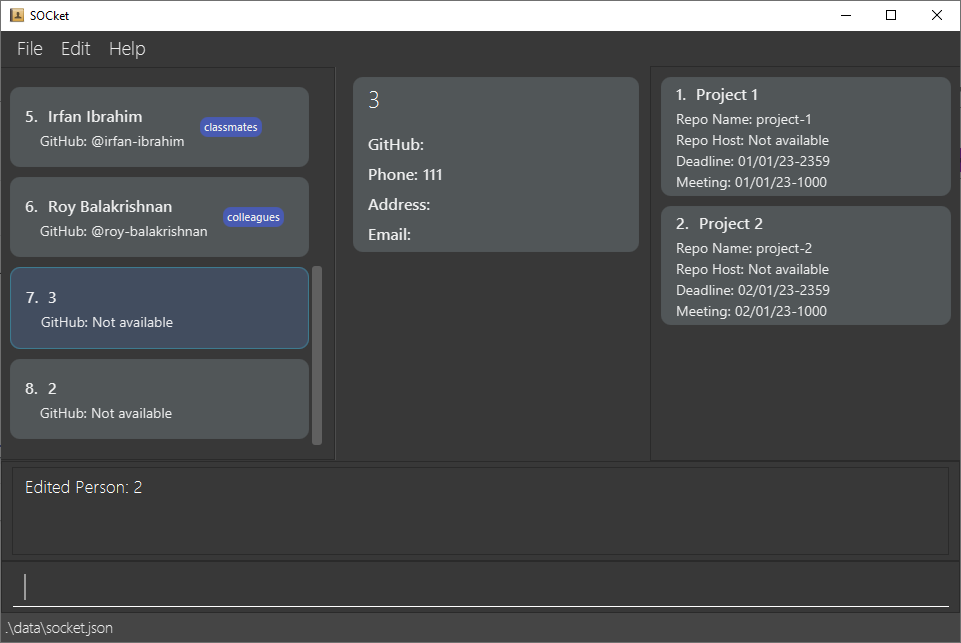 SOCket
File Edit Help
5. Irfan Ibrahim
GitHub: @irfan-ibrahim
classmates
6. Roy Balakrishnan
GitHub: @roy-balakrishnan
colleagues
7. 3
GitHub: Not available
8. 2
GitHub: Not available
3
GitHub:
Phone: 111
Address:
Email:
1. Project 1
Repo Name: project-1
Repo Host: Not available
Deadline: 01/01/23-2359
Meeting: 01/01/23-1000
2. Project 2
Repo Name: project-2
Repo Host: Not available
Deadline: 02/01/23-2359
Meeting: 02/01/23-1000
Edited Person: 2
.\data\socket.json